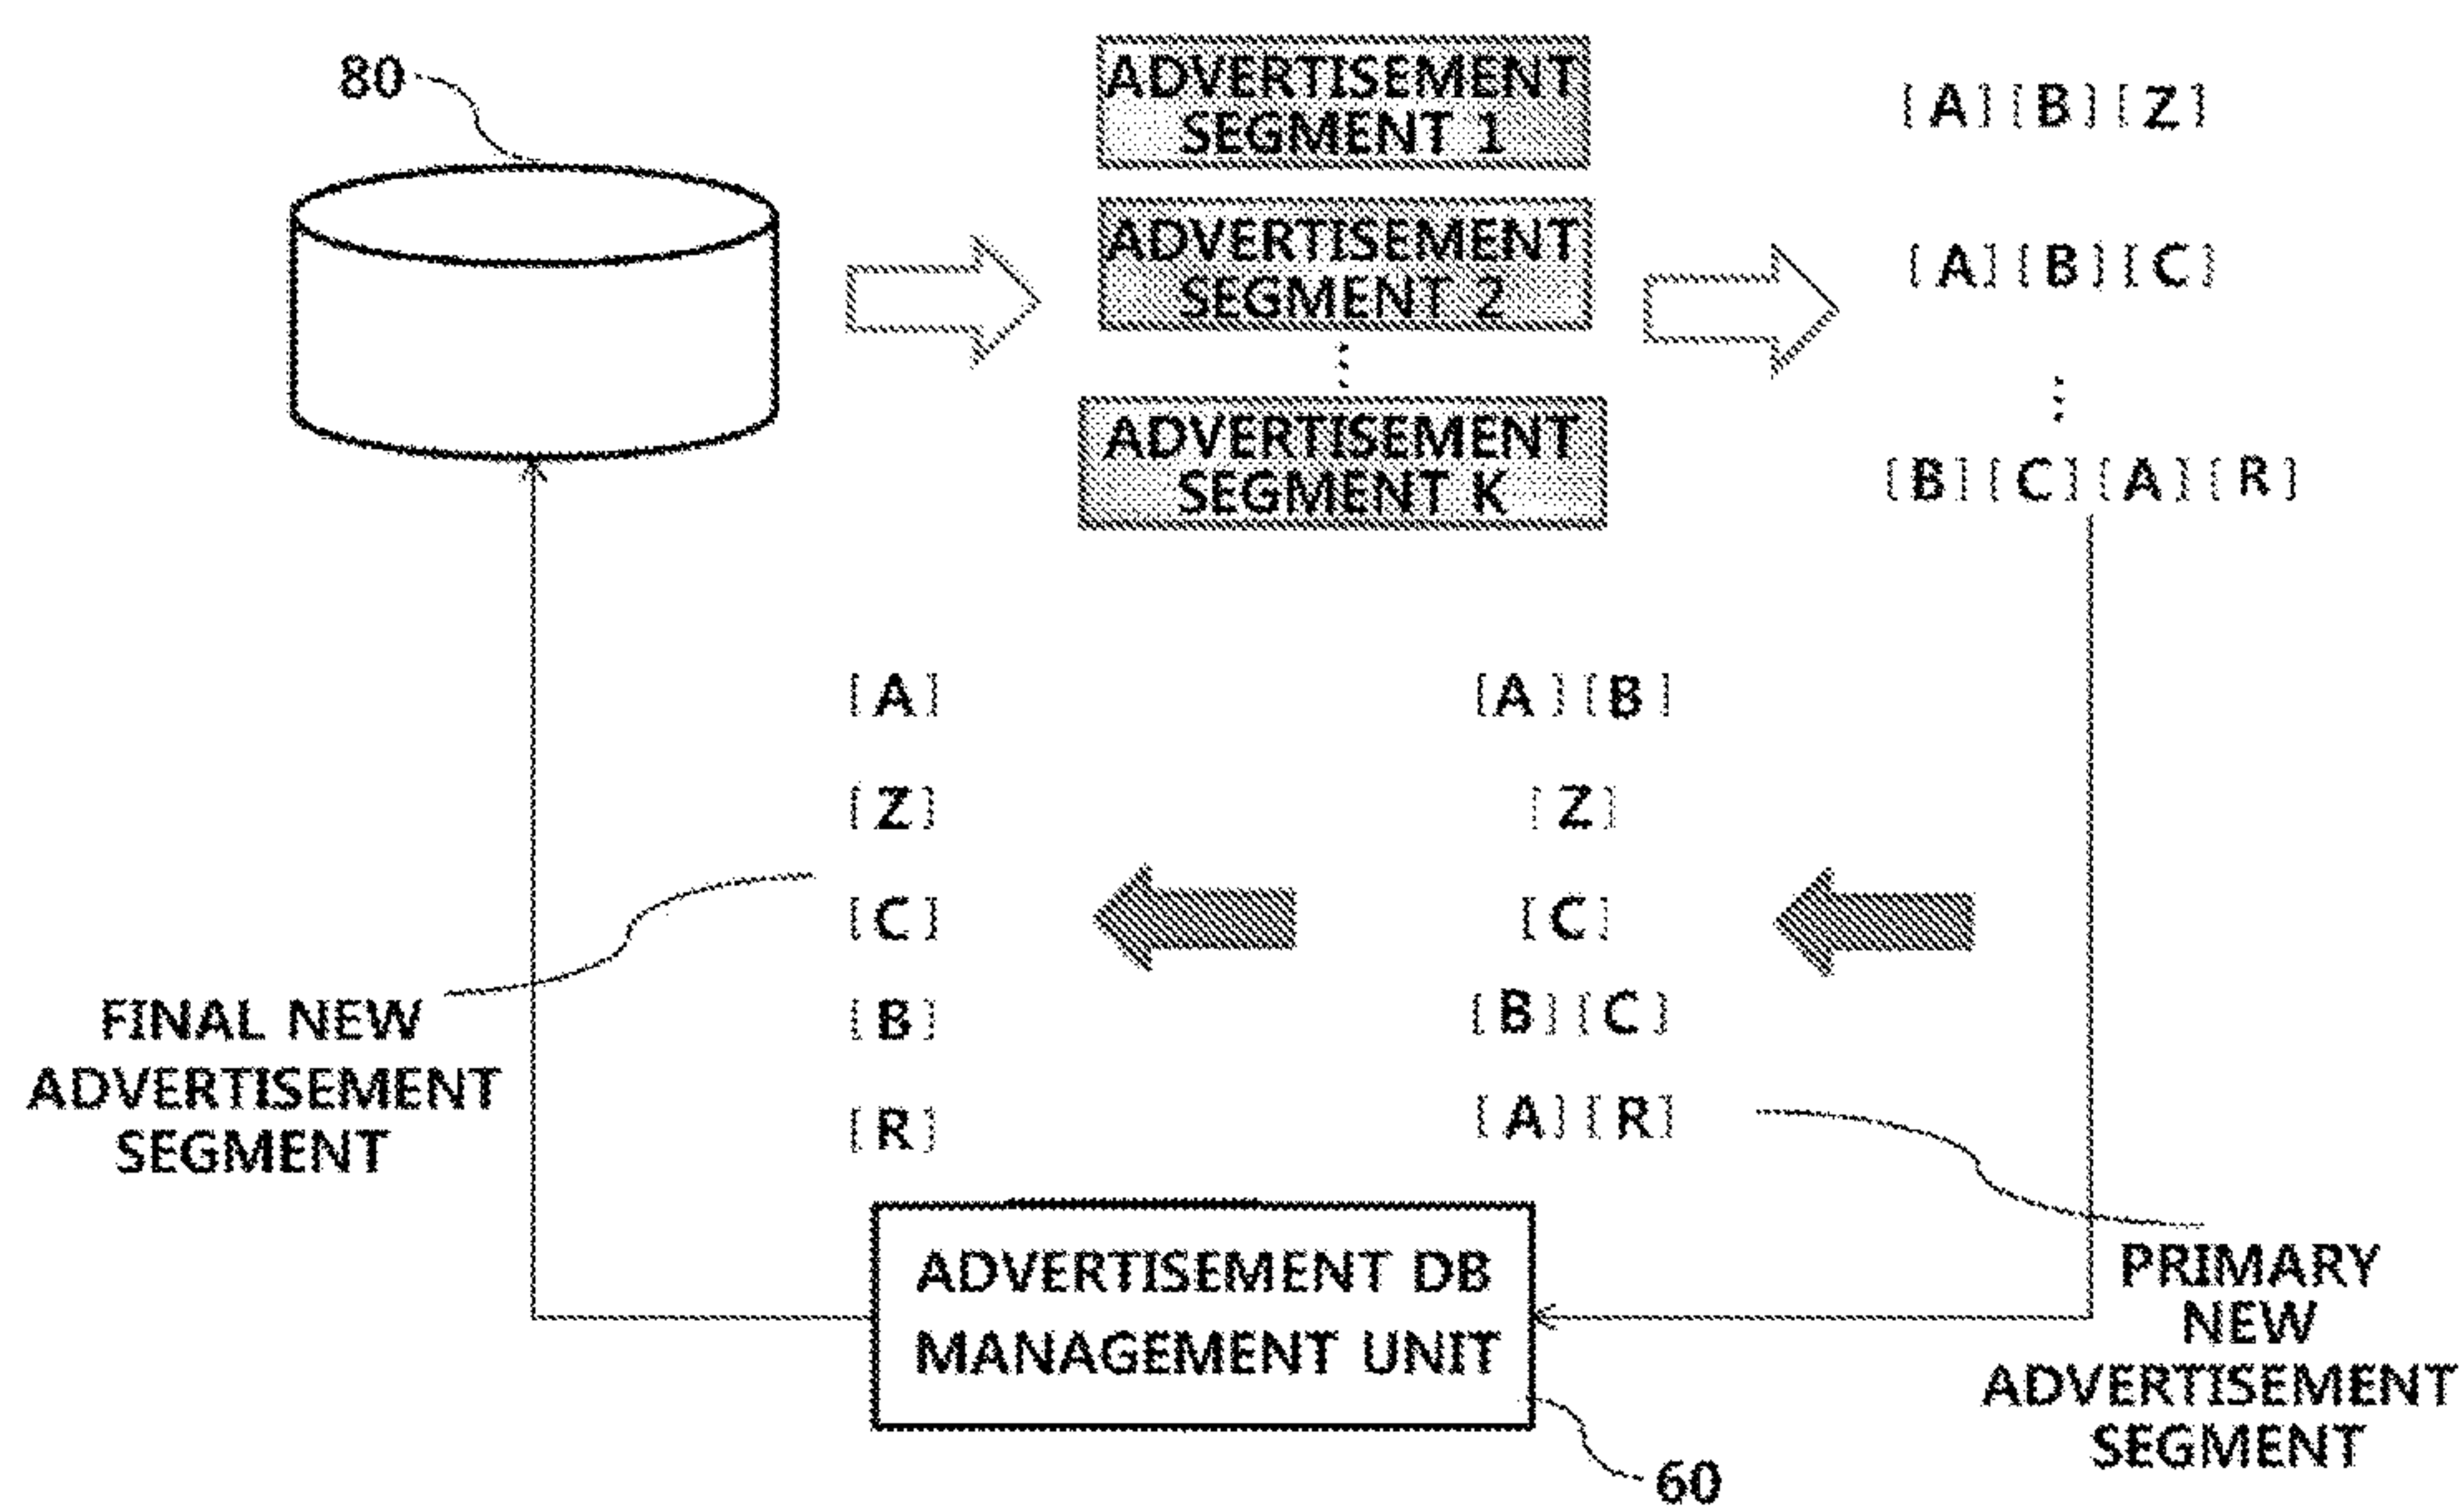 80
ADVERTISEMENT
SEGMENT 1
[A][B][Z]
ADVERTISEMENT
SEGMENT 2
[A][B][C]
ADVERTISEMENT
SEGMENT K
[B][C][A][R]
[A]
[A][B]
[Z]
[Z]
[C]
[C]
[B]
[B][C]
[R]
[A][R]
FINAL NEW
ADVERTISEMENT
SEGMENT
ADVERTISEMENT DB
MANAGEMENT UNIT
PRIMARY
NEW
ADVERTISEMENT
SEGMENT
60